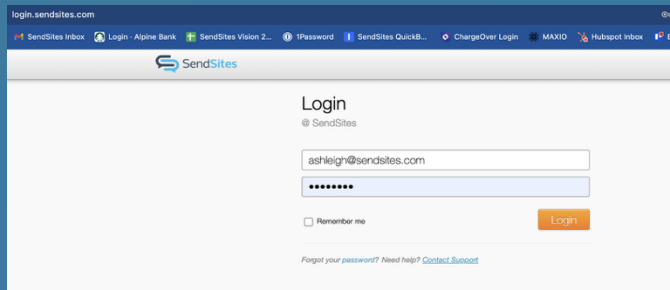 login.sendsites.com
SendSites Inbox Login - Alpine Bank SendSites Vision 2... 1Password SendSites QuickB... ChargeOver Login MAXIO Hubspot Inbox
SendSites
Login
@ SendSites
ashleigh@sendsites.com
••••••••
Remember me Login
Forgot your password? Need help? Contact Support